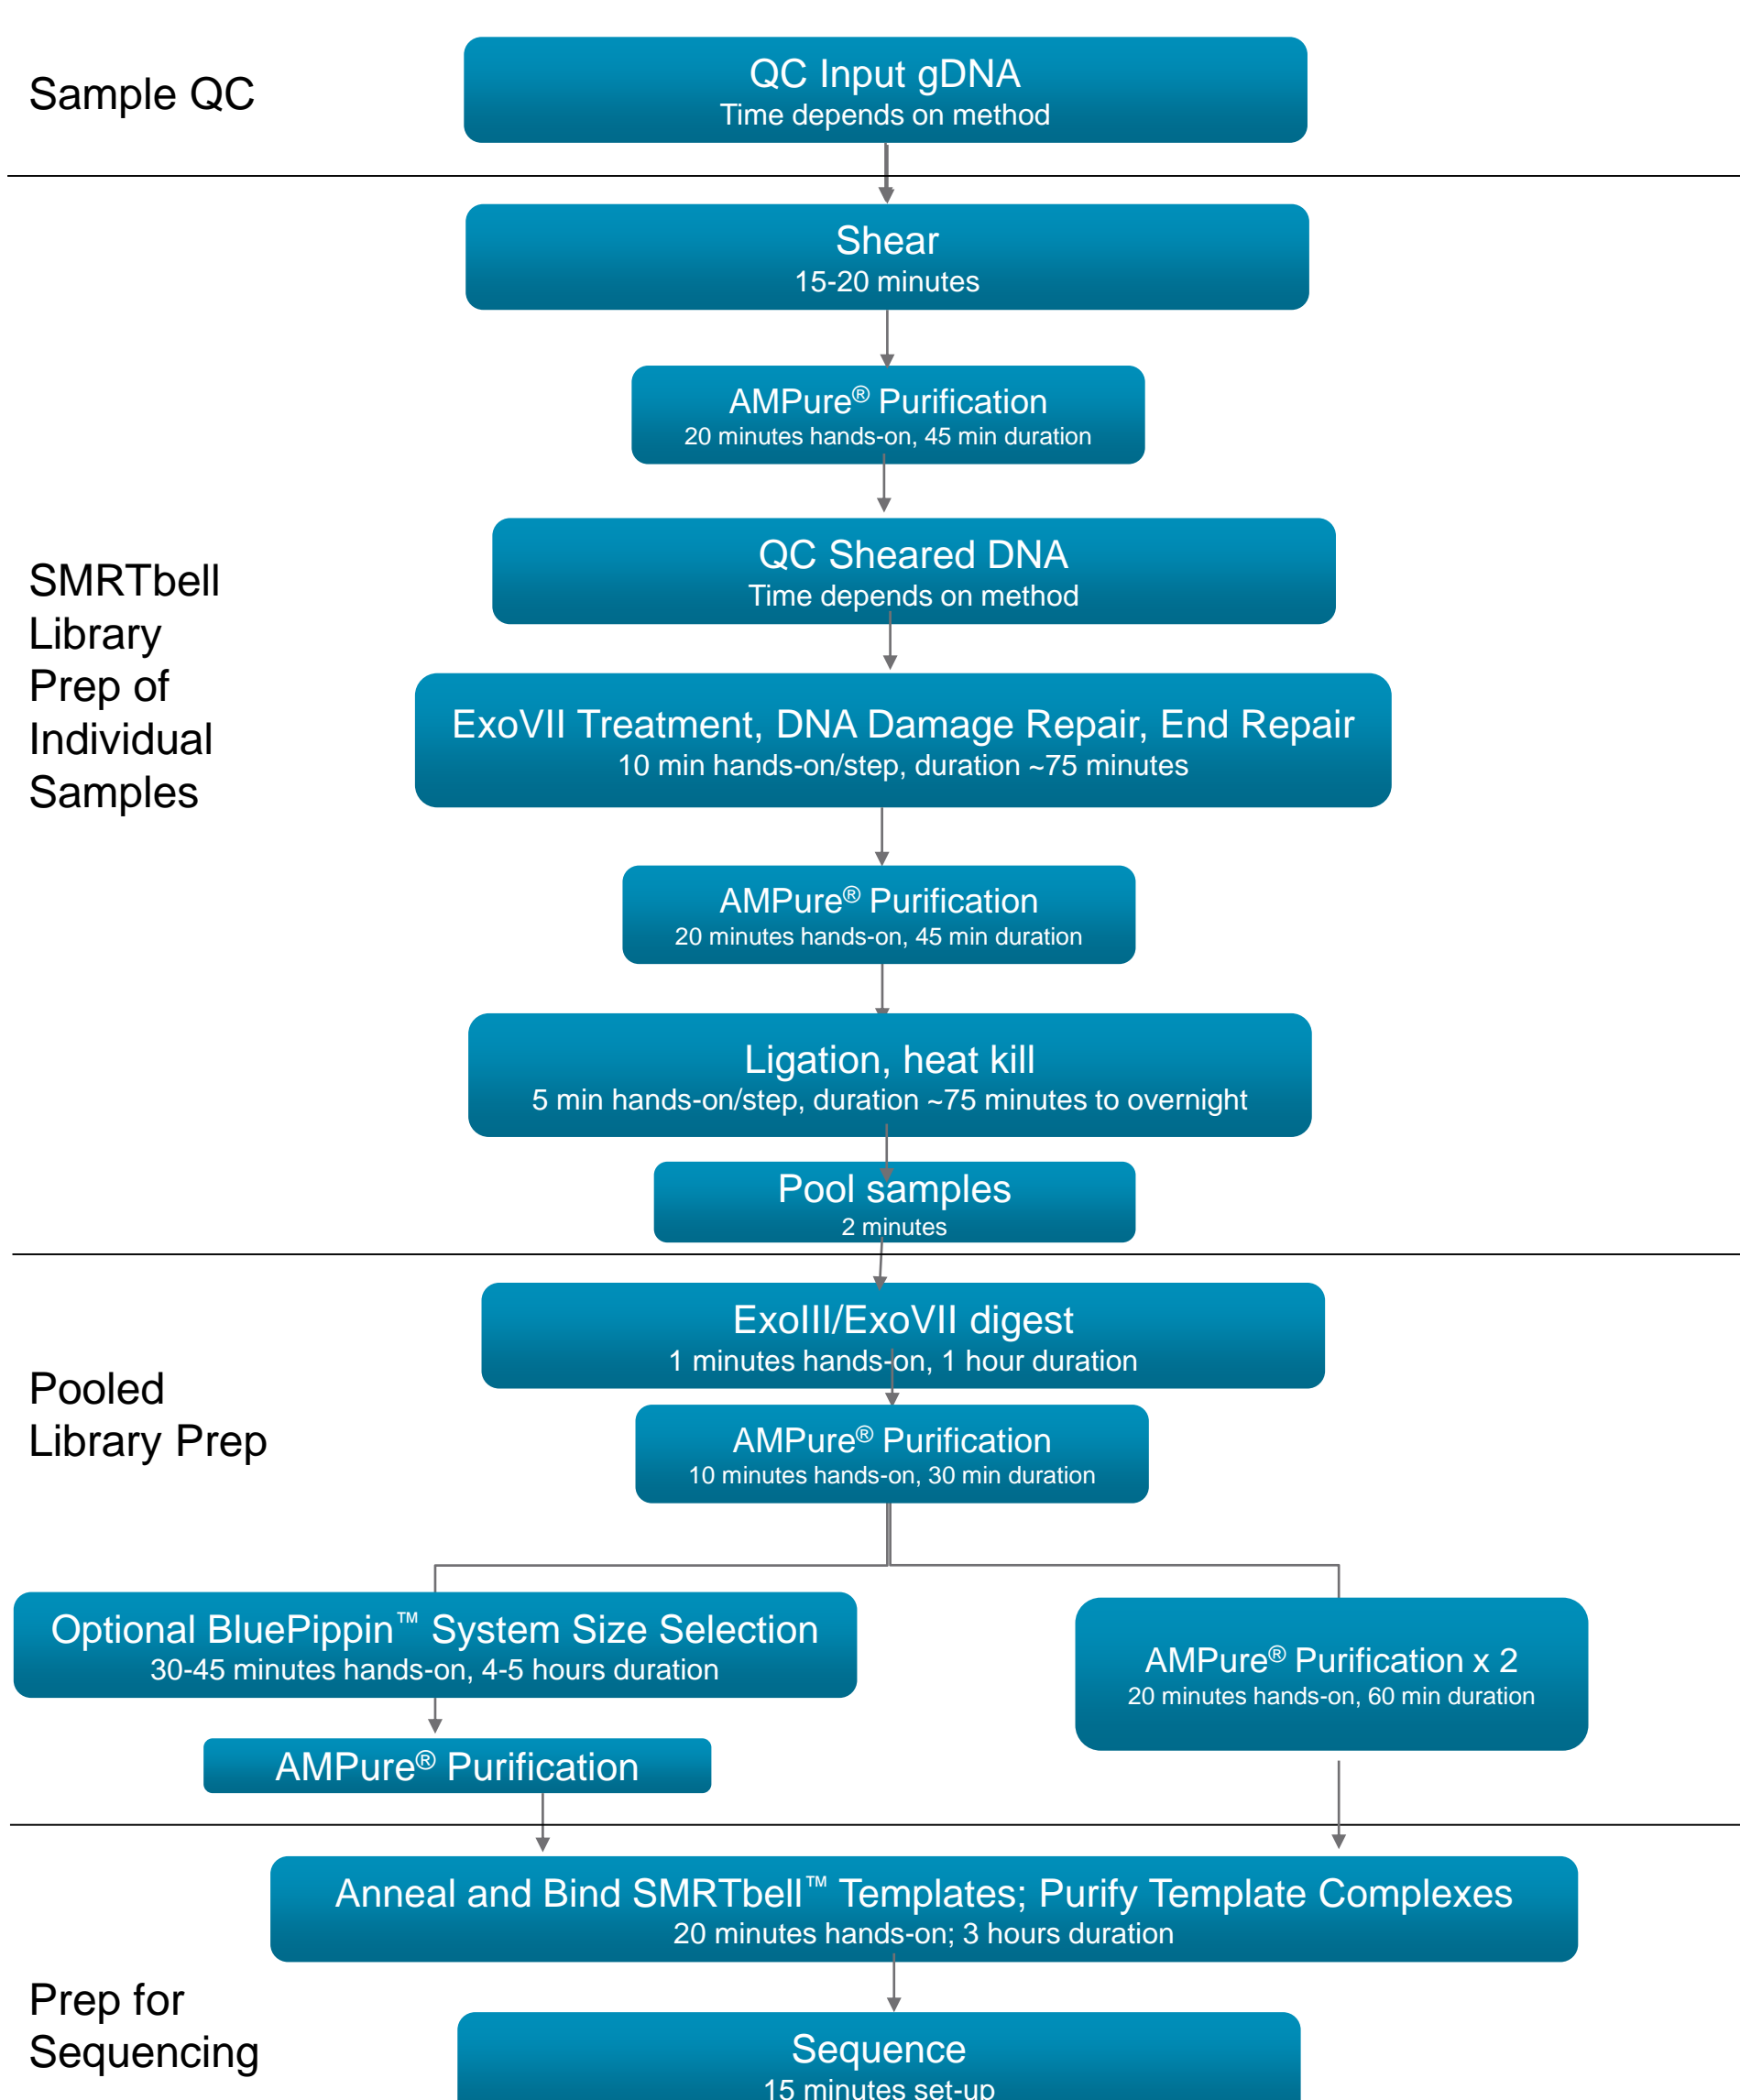 Sample QC
QC Input gDNA
Time depends on method
Shear
15-20 minutes
AMPure® Purification
20 minutes hands-on, 45 min duration
QC Sheared DNA
Time depends on method
SMRTbell
Library
Prep of
Individual
Samples
ExoVII Treatment, DNA Damage Repair, End Repair
10 min hands-on/step, duration ~75 minutes
AMPure® Purification
20 minutes hands-on, 45 min duration
Ligation, heat kill
5 min hands-on/step, duration ~75 minutes to overnight
Pool samples
2 minutes
ExoIII/ExoVII digest
1 minutes hands-on, 1 hour duration
Pooled
Library Prep
AMPure® Purification
10 minutes hands-on, 30 min duration
Optional BluePippin™ System Size Selection
30-45 minutes hands-on, 4-5 hours duration
AMPure® Purification x 2
20 minutes hands-on, 60 min duration
AMPure® Purification
Anneal and Bind SMRTbell™ Templates; Purify Template Complexes
20 minutes hands-on; 3 hours duration
Prep for
Sequencing
Sequence
15 minutes set-up